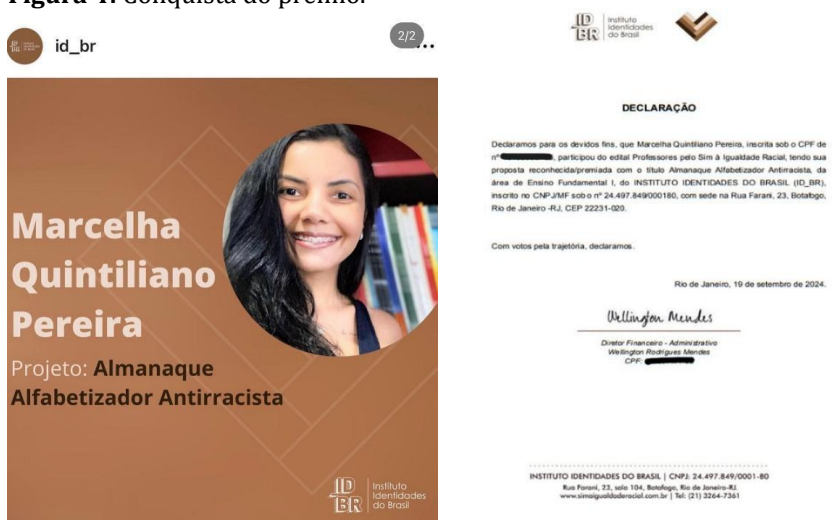 Figura 4. Conquista do prêmio.
id_br
2/2
Marcelha
Quintiliano
Pereira
Projeto: Almanaque
Alfabetizador Antirracista
ID
BR
Instituto
Identidades
do Brasil
ID
BR
Instituto
Identidades
do Brasil
DECLARAÇÃO
Declaramos para os devidos fins, que Marcelha Quintiliano Pereira, inscrita sob o CPF de
nº , participou do edital Professores pelo Sim à Igualdade Racial, tendo sua
proposta reconhecida/premiada com o título Almanaque Alfabetizador Antirracista, da
área de Ensino Fundamental I, do INSTITUTO IDENTIDADES DO BRASIL (ID_BR),
inscrito no CNPJ/MF sob o nº 24.497.849/000180, com sede na Rua Farani, 23, Botafogo,
Rio de Janeiro -RJ, CEP 22231-020.
Com votos pela trajetória, declaramos.
Rio de Janeiro, 19 de setembro de 2024.
Wellington Mendes
Diretor Financeiro - Administrativo
Wellington Rodrigues Mendes
CPF:
INSTITUTO IDENTIDADES DO BRASIL | CNPJ: 24.497.849/0001-80
Rua Farani, 23, sala 104, Botafogo, Rio de Janeiro-RJ.
www.simaigualdaderacial.com.br | Tel: (21) 3264-7361